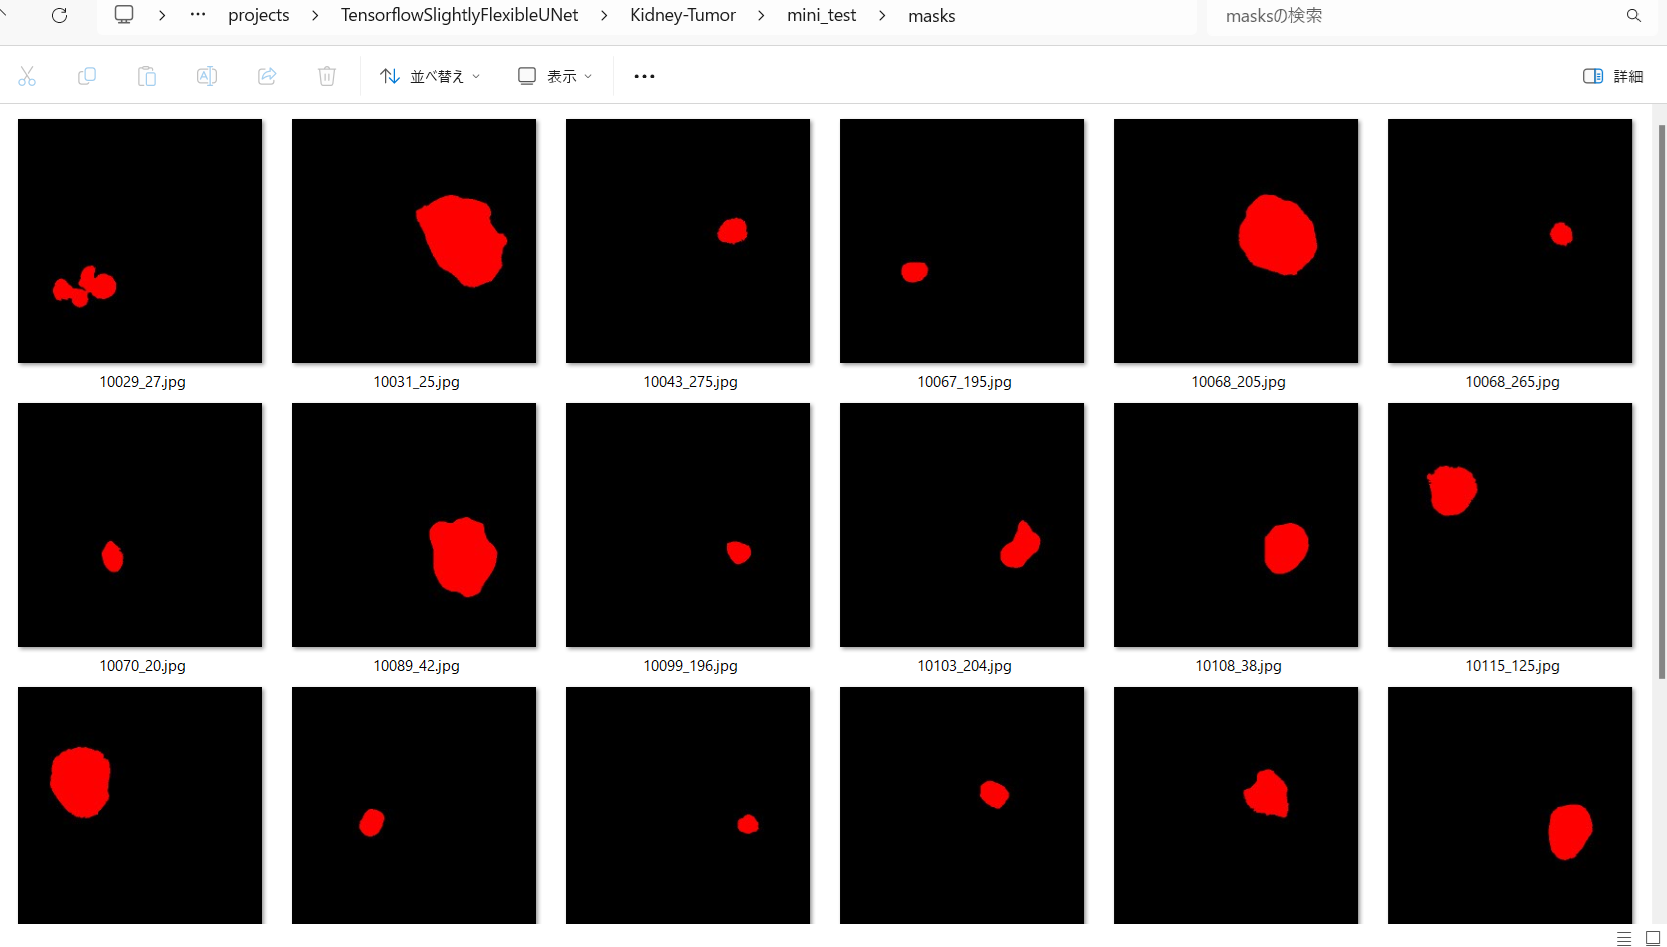 projects > TensorflowSlightlyFlexibleUNet > Kidney-Tumor > mini_test > masks
masksの検索
並べ替え 表示 詳細
10029_27.jpg 10031_25.jpg 10043_275.jpg 10067_195.jpg 10068_205.jpg 10068_265.jpg
10070_20.jpg 10089_42.jpg 10099_196.jpg 10103_204.jpg 10108_38.jpg 10115_125.jpg